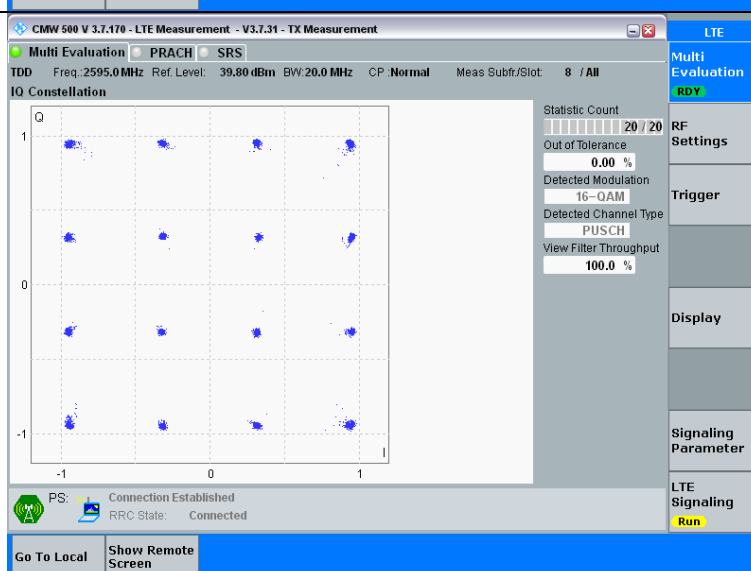 CMW 500 V 3.7.170 - LTE Measurement - V3.7.31 - TX Measurement
LTE
Multi Evaluation PRACH SRS
TDD Freq.:2595.0 MHz Ref. Level: 39.80 dBm BW:20.0 MHz CP :Normal Meas Subfr./Slot: 8 / All
IQ Constellation
Q
1
0
-1
-1 0 1
I
Statistic Count
20 / 20
Out of Tolerance
0.00 %
Detected Modulation
16-QAM
Detected Channel Type
PUSCH
View Filter Throughput
100.0 %
Multi
Evaluation
RDY
RF
Settings
Trigger
Display
Signaling
Parameter
LTE
Signaling
Run
PS: Connection Established
RRC State: Connected
Go To Local
Show Remote
Screen